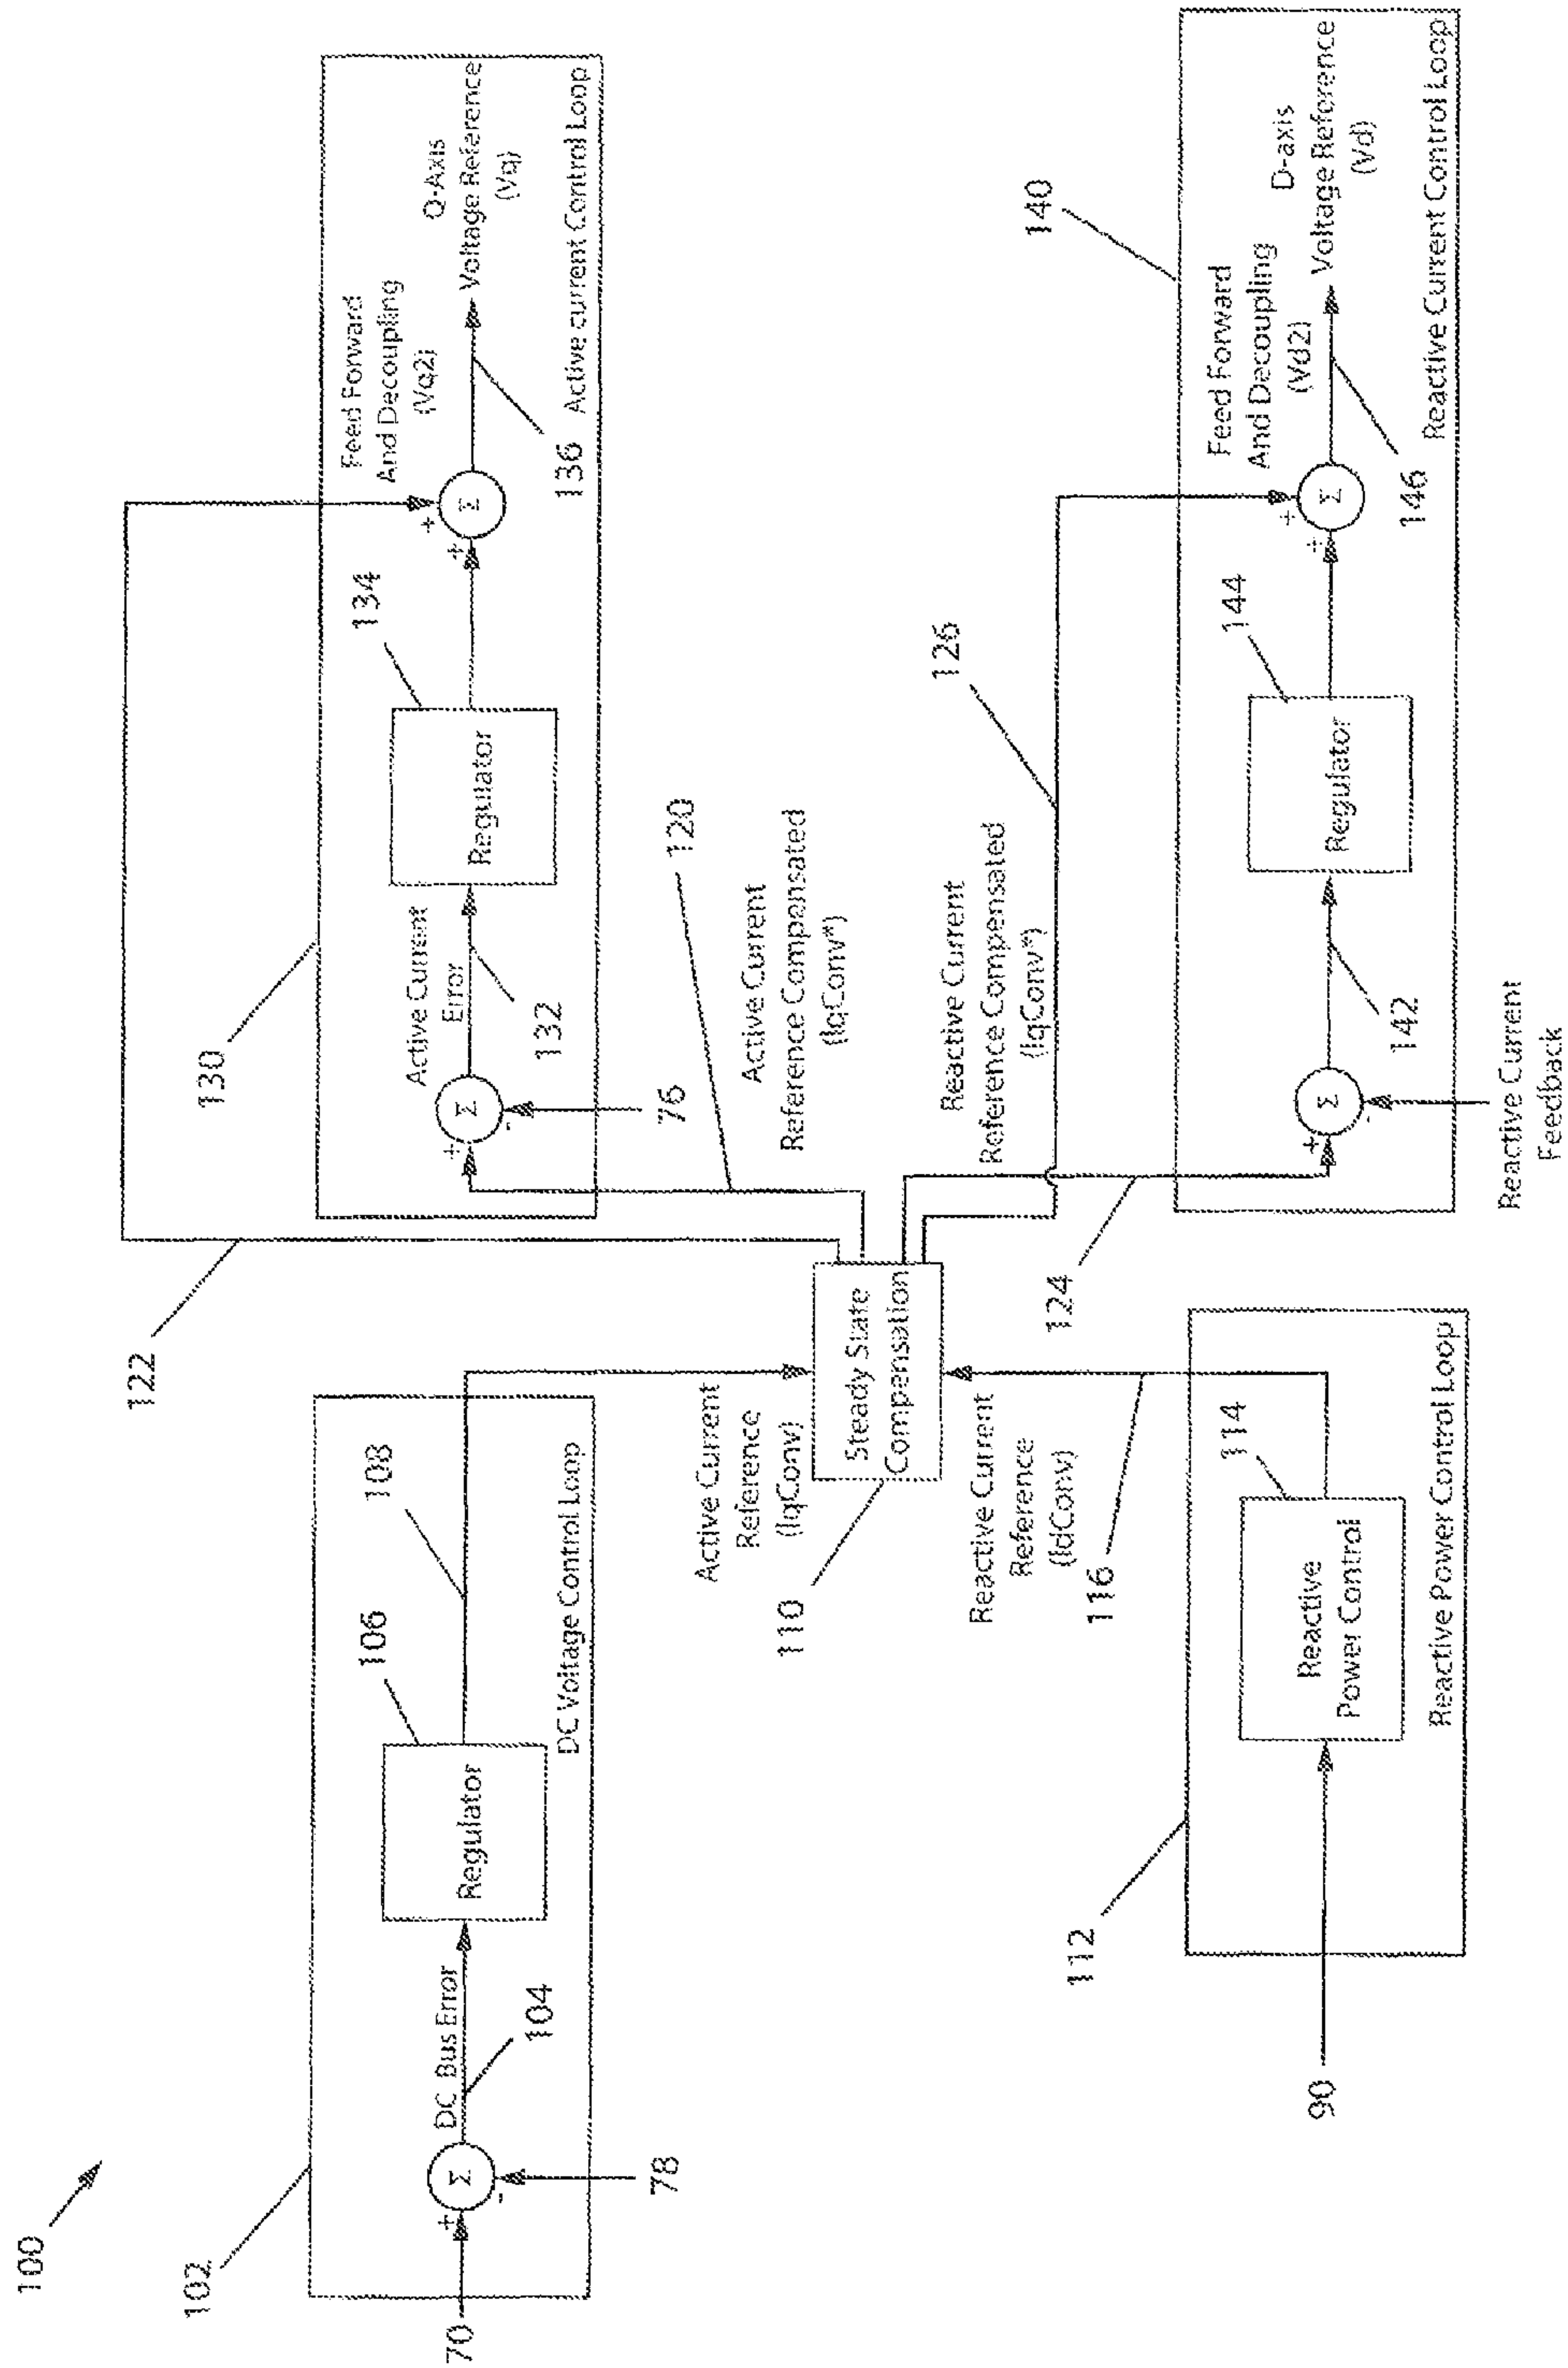 100
102
70
+
Σ
-
78
DC Bus Error
104
Regulator
106
108
DC Voltage Control Loop
Active Current
Reference
(IqConv)
Steady State
Compensation
110
Reactive Current
Reference
(IdConv)
116
90
112
Reactive
Power Control
114
Reactive Power Control Loop
122
130
+
Σ
-
76
Active Current
Error
132
Regulator
134
+
+
Σ
Feed Forward
And Decoupling
(Vq2)
136
Q-Axis
Voltage Reference
(Vq)
Active current Control Loop
120
Active Current
Reference Compensated
(IqConv*)
Reactive Current
Reference Compensated
(IqConv*)
126
124
+
Σ
-
Reactive Current
Feedback
142
Regulator
144
+
+
Σ
Feed Forward
And Decoupling
(Vd2)
146
D-axis
Voltage Reference
(Vd)
140
Reactive Current Control Loop